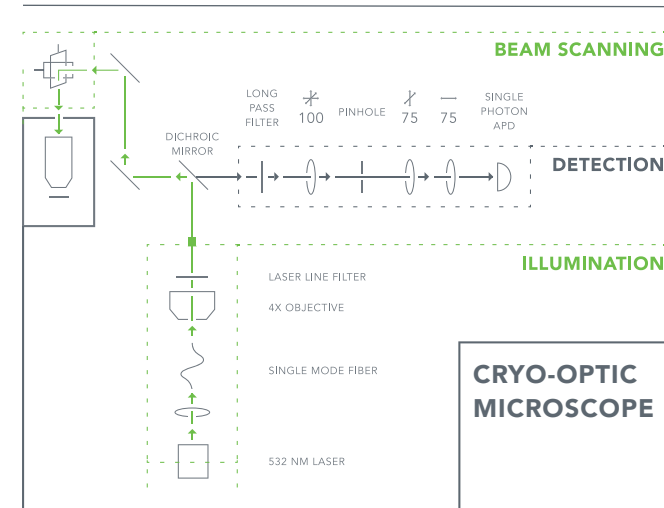 BEAM SCANNING
LONG
PASS
FILTER
100
PINHOLE
75
75
SINGLE
PHOTON
APD
DICHROIC
MIRROR
DETECTION
ILLUMINATION
LASER LINE FILTER
4X OBJECTIVE
SINGLE MODE FIBER
532 NM LASER
CRYO-OPTIC
MICROSCOPE